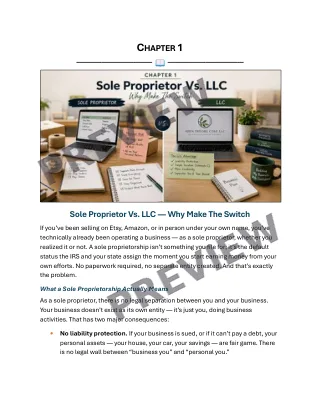 CHAPTER 1
CHAPTER 1
Sole Proprietor Vs. LLC
Why Make The Switch
SOLE PROPRIETOR
LLC
Sole Proprietor Vs. LLC — Why Make The Switch
If you've been selling on Etsy, Amazon, or in person under your own name, you've
technically already been operating a business — as a sole proprietor, whether you
realized it or not. A sole proprietorship isn't something you file for; it's the default
status the IRS and your state assign the moment you start earning money from your
own efforts. No paperwork required, no separate entity created. And that's exactly
the problem.
What a Sole Proprietorship Actually Means
As a sole proprietor, there is no legal separation between you and your business.
Your business doesn't exist as its own entity — it's just you, doing business
activities. That has two major consequences:
No liability protection. If your business is sued, or if it can't pay a debt, your
personal assets — your house, your car, your savings — are fair game. There
is no legal wall between "business you" and "personal you."
PREVIEW
PREVIEW